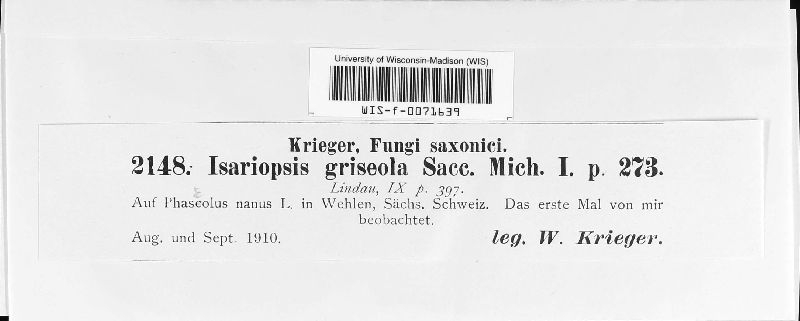 University of Wisconsin-Madison (WIS)
WIS-f-0071639
Krieger, Fungi saxonici.
2148. Isariopsis griseola Sacc. Mich. I. p. 273.
Lindau, IX p. 397.
Auf Phaseolus nanus L. in Wehlen, Sächs. Schweiz. Das erste Mal von mir
beobachtet.
Aug. und Sept. 1910. leg. W. Krieger.